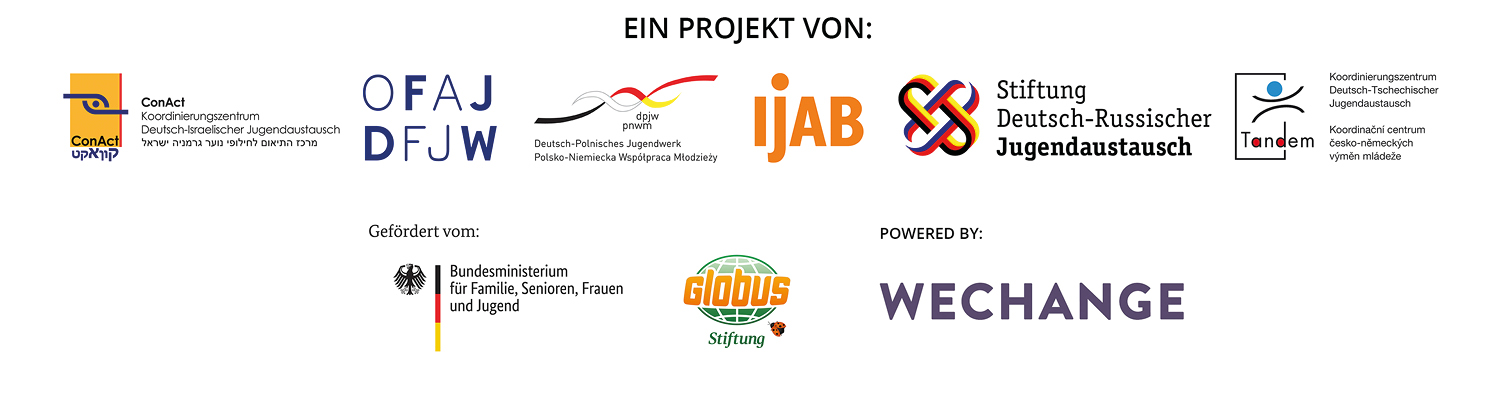 EIN PROJEKT VON:
ConAct
קונאקט
ConAct
Koordinierungszentrum
Deutsch-Israelischer Jugendaustausch
מרכז התיאום לחילופי נוער גרמניה ישראל
OFAJ
DFJW
dpjw
pnwm
Deutsch-Polnisches Jugendwerk
Polsko-Niemiecka Współpraca Młodzieży
IjAB
Stiftung
Deutsch-Russischer
Jugendaustausch
Tandem
Koordinierungszentrum
Deutsch-Tschechischer
Jugendaustausch
Koordinační centrum
česko-německých
výměn mládeže
Gefördert vom:
Bundesministerium
für Familie, Senioren, Frauen
und Jugend
Globus
Stiftung
POWERED BY:
WECHANGE